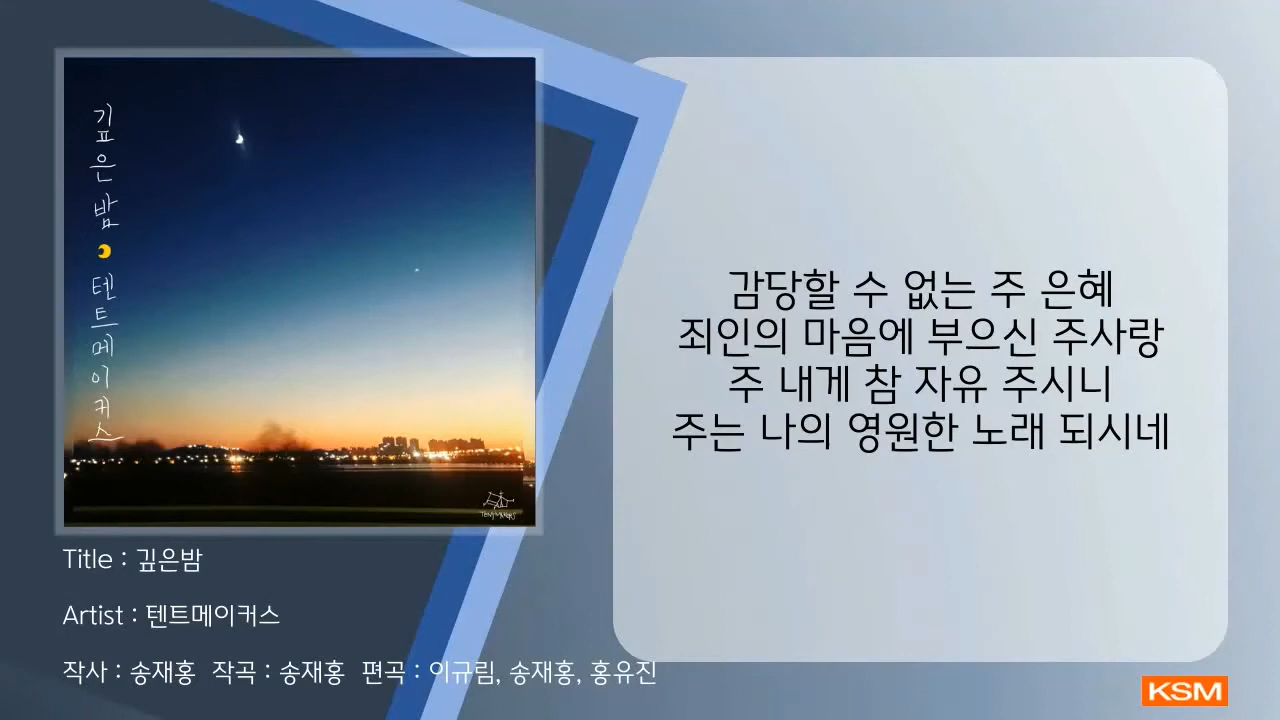 깊은밤
텐트메이커스
TENTMAKERS
Title : 깊은밤
Artist : 텐트메이커스
작사 : 송재홍 작곡 : 송재홍 편곡 : 이규림, 송재홍, 홍유진
감당할 수 없는 주 은혜
죄인의 마음에 부으신 주사랑
주 내게 참 자유 주시니
주는 나의 영원한 노래 되시네
KSM